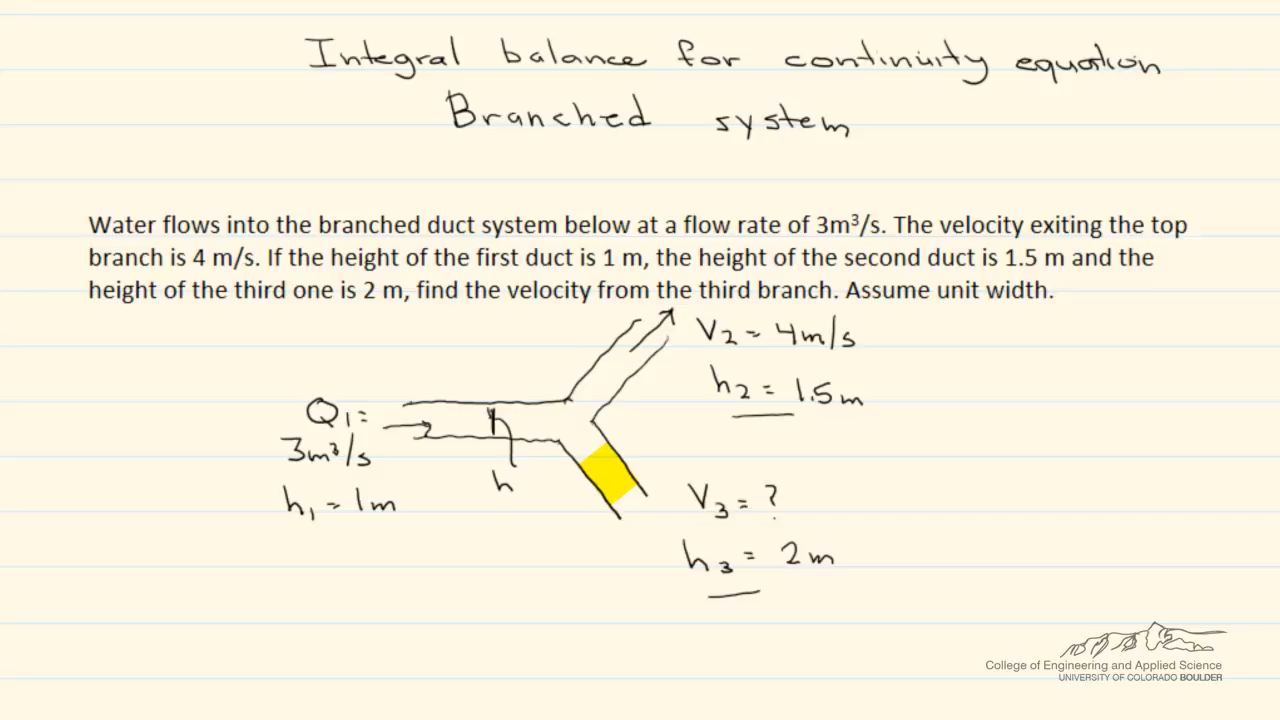 Integral balance for continuity equation
Branched system
Water flows into the branched duct system below at a flow rate of 3m³/s. The velocity exiting the top
branch is 4 m/s. If the height of the first duct is 1 m, the height of the second duct is 1.5 m and the
height of the third one is 2 m, find the velocity from the third branch. Assume unit width.
V2 = 4m/s
h2 = 1.5m
Q1=
3m³/s
h1 = 1m
h
V3 = ?
h3 = 2m
College of Engineering and Applied Science
UNIVERSITY OF COLORADO BOULDER